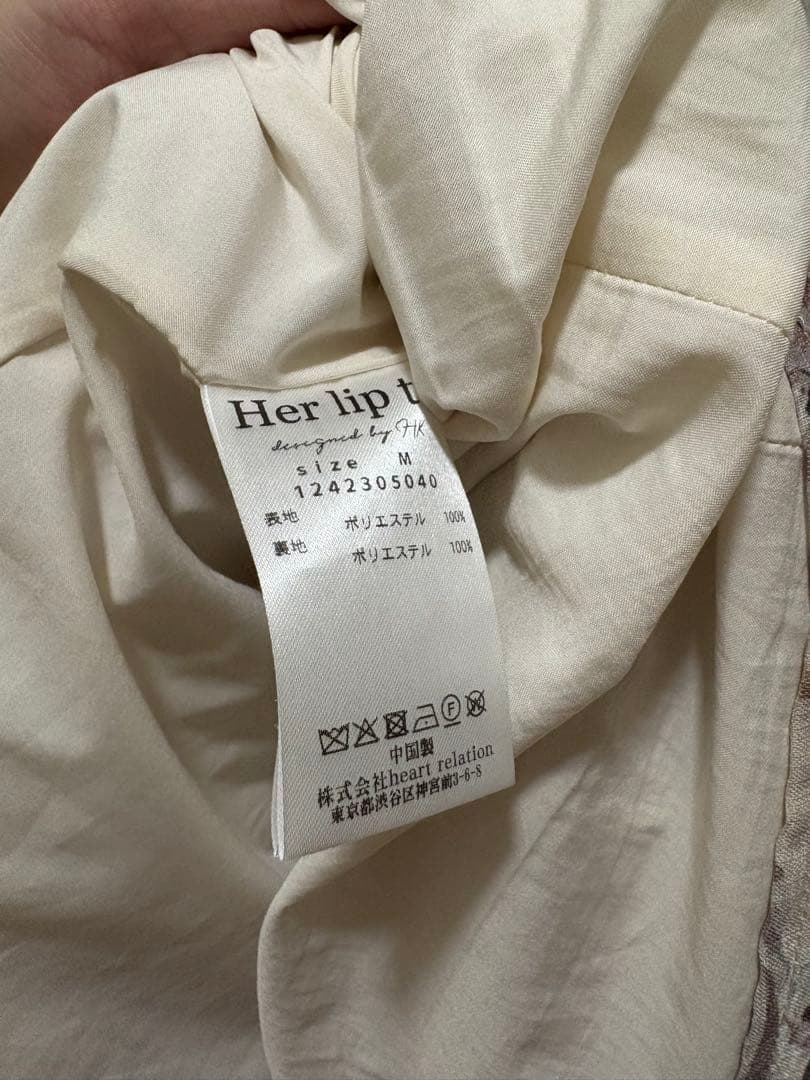 Her lip t
designed by HK
size M
1242305040
表地 ポリエステル 100%
裏地 ポリエステル 100%
F W
中国製
株式会社heart relation
東京都渋谷区神宮前3-6-8